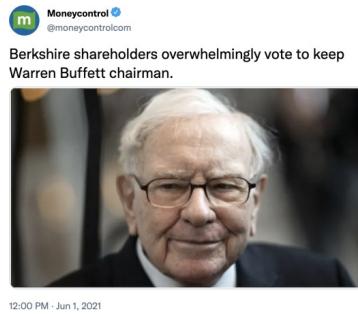 Moneycontrol
@moneycontrolcom
Berkshire shareholders overwhelmingly vote to keep
Warren Buffett chairman.
12:00 PM · Jun 1, 2021